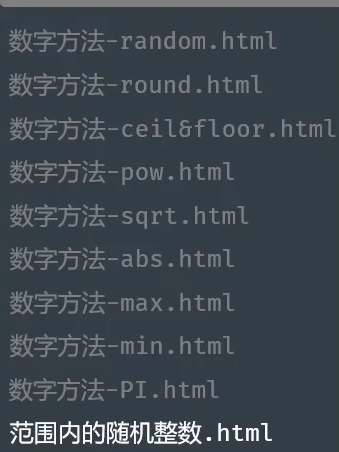 数字方法-random.html
数字方法-round.html
数字方法-ceil&floor.html
数字方法-pow.html
数字方法-sqrt.html
数字方法-abs.html
数字方法-max.html
数字方法-min.html
数字方法-PI.html
范围内的随机整数.html